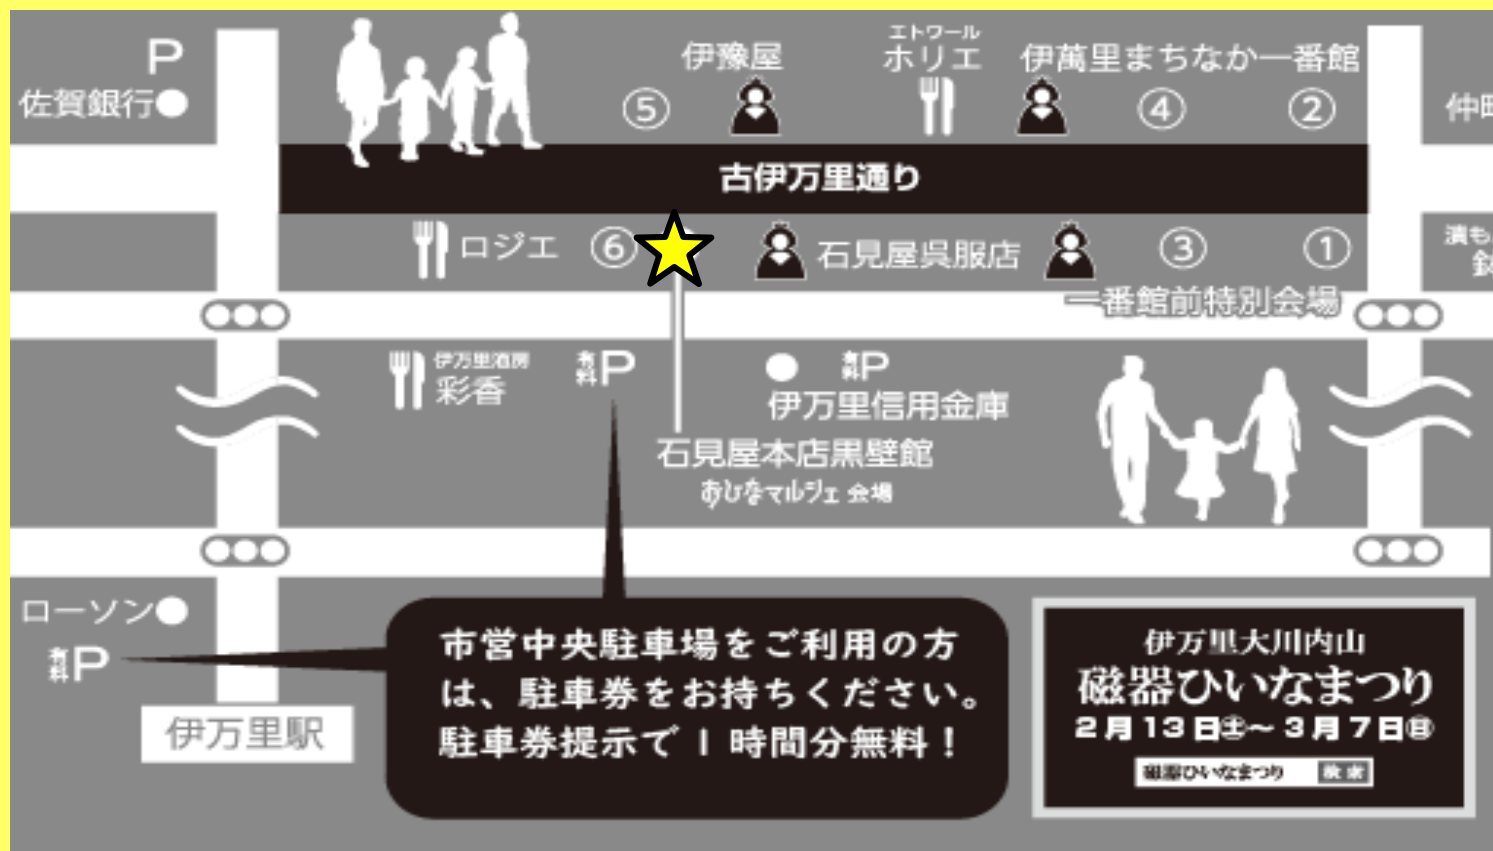 P
佐賀銀行
伊豫屋
エトワール
ホリエ
伊萬里まちなか一番館
⑤
④
②
古伊万里通り
ロジエ
⑥
石見屋呉服店
③
①
漬も
一番館前特別会場
伊万里酒房
彩香
有料P
有料P
伊万里信用金庫
石見屋本店黒壁館
おひなマルシェ 会場
ローソン
有料P
伊万里駅
市営中央駐車場をご利用の方
は、駐車券をお持ちください。
駐車券提示で1時間分無料！
伊万里大川内山
磁器ひいなまつり
2月13日㊏～3月7日㊐
磁器ひいなまつり 検索